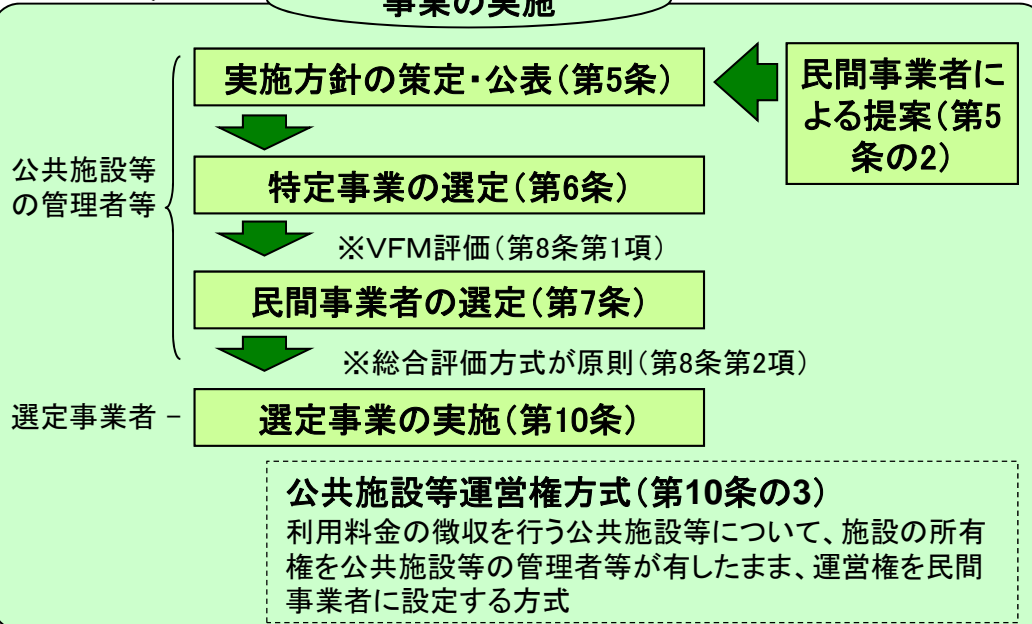 事業の実施
実施方針の策定・公表(第5条)
民間事業者に
よる提案(第5
条の2)
公共施設等
の管理者等
特定事業の選定(第6条)
※VFM評価(第8条第1項)
民間事業者の選定(第7条)
※総合評価方式が原則(第8条第2項)
選定事業者
選定事業の実施(第10条)
公共施設等運営権方式(第10条の3)
利用料金の徴収を行う公共施設等について、施設の所有
権を公共施設等の管理者等が有したまま、運営権を民間
事業者に設定する方式